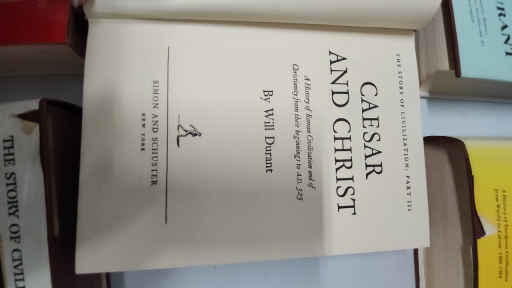 THE STORY OF CIVILIZATION: PART III
CAESAR
AND CHRIST
A History of Roman Civilization and of
Christianity from their beginnings to A.D. 325
By Will Durant
SIMON AND SCHUSTER
NEW YORK
THE STORY OF CIVIL
URANT